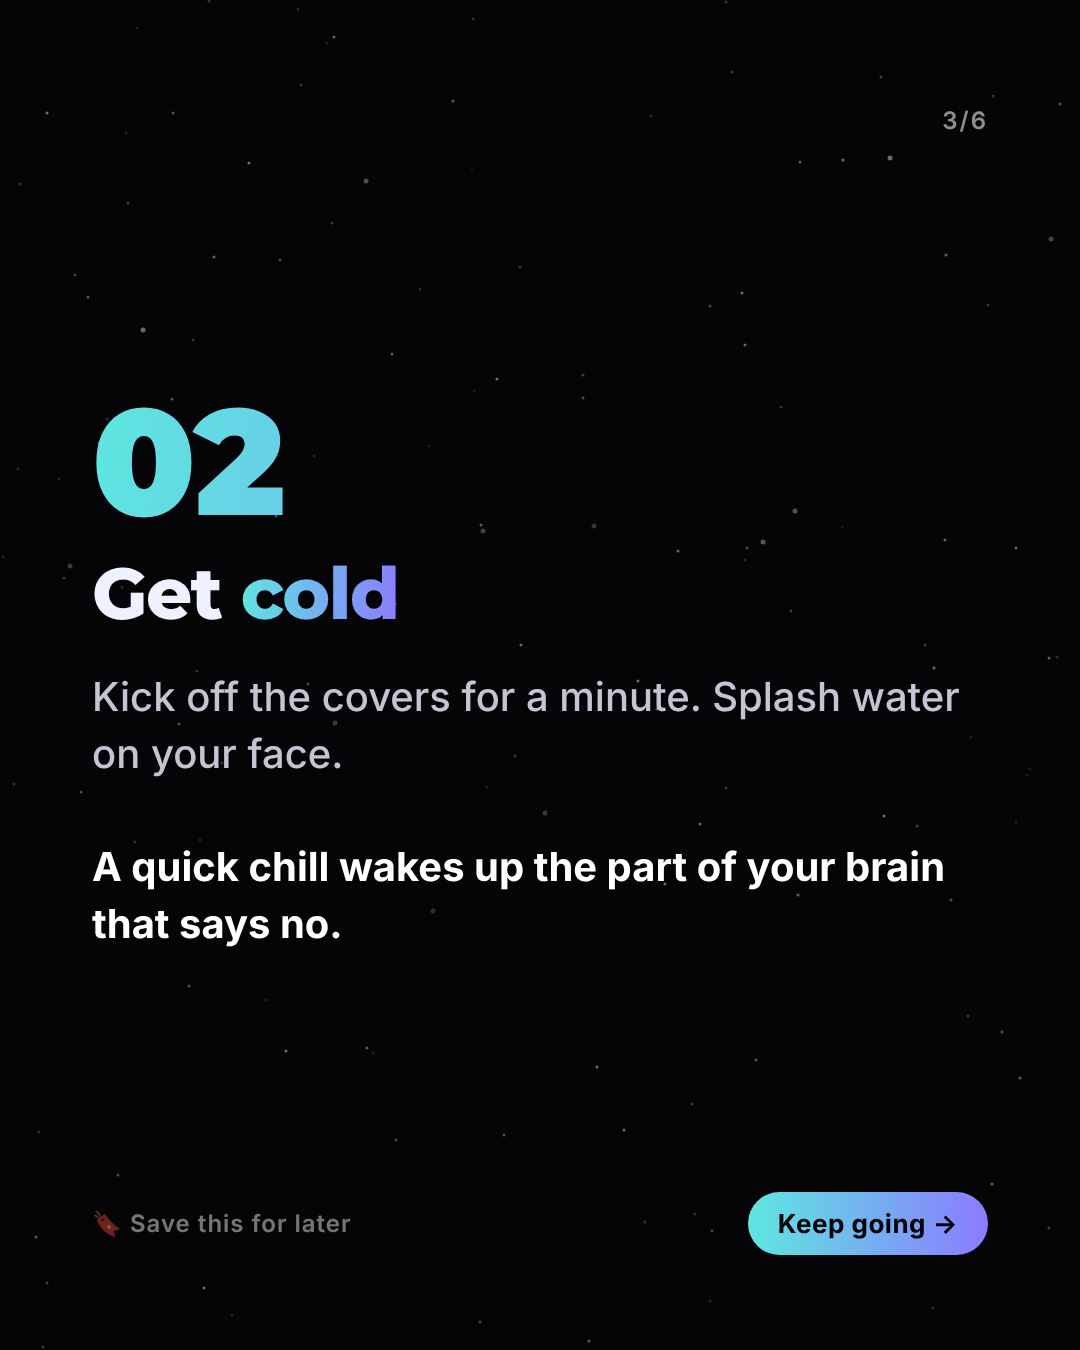 3/6
02
Get cold
Kick off the covers for a minute. Splash water
on your face.
A quick chill wakes up the part of your brain
that says no.
🔖 Save this for later
Keep going →